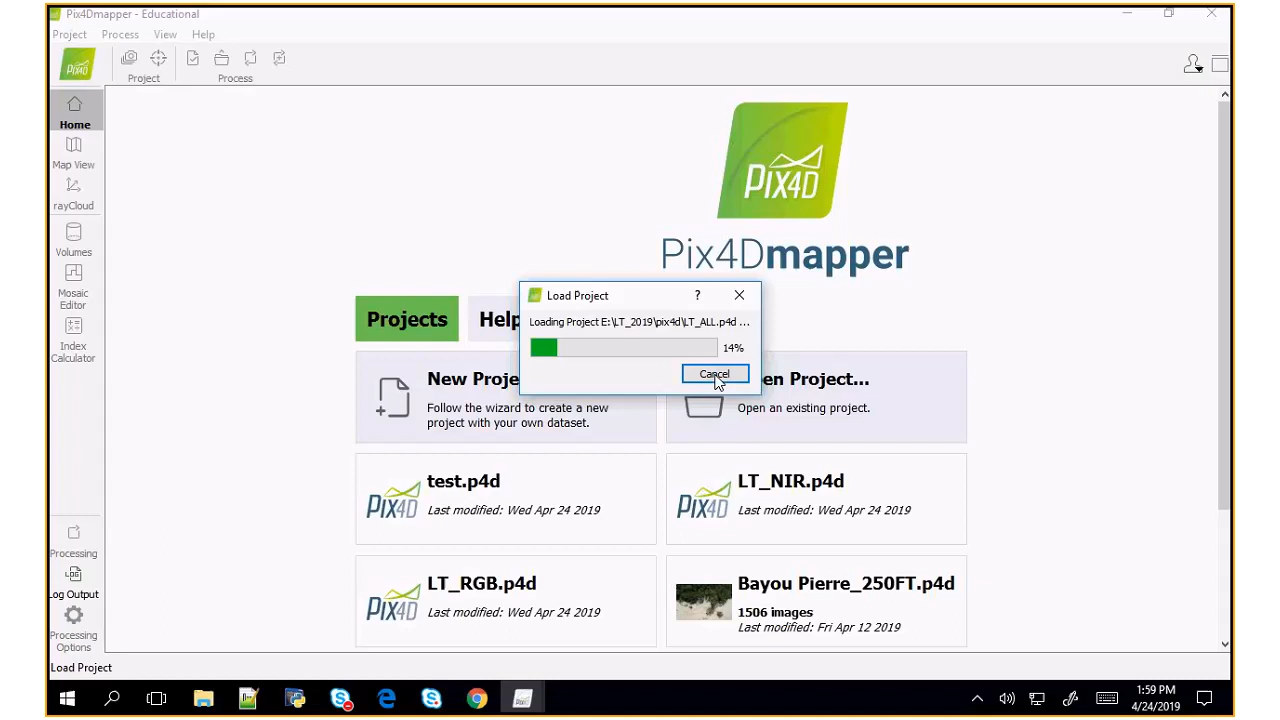 Pix4Dmapper - Educational
Project Process View Help
Project
Process
Home
Map View
rayCloud
Volumes
Mosaic
Editor
Index
Calculator
Processing
Log Output
Processing
Options
PIX4D
PIX4D
Pix4Dmapper
Projects
Help
Load Project
?
Loading Project E:\LT_2019\pix4d\LT_ALL.p4d ...
14%
Cancel
New Proje
Follow the wizard to create a new
project with your own dataset.
en Project...
Open an existing project.
PIX4D
test.p4d
Last modified: Wed Apr 24 2019
PIX4D
LT_NIR.p4d
Last modified: Wed Apr 24 2019
PIX4D
LT_RGB.p4d
Last modified: Wed Apr 24 2019
Bayou Pierre_250FT.p4d
1506 images
Last modified: Fri Apr 12 2019
Load Project
1:59 PM
4/24/2019